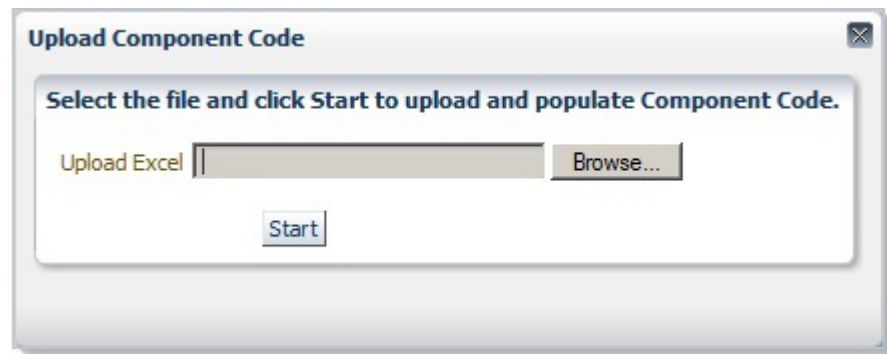 Upload Component Code
Select the file and click Start to upload and populate Component Code.
Upload Excel Browse...
Start